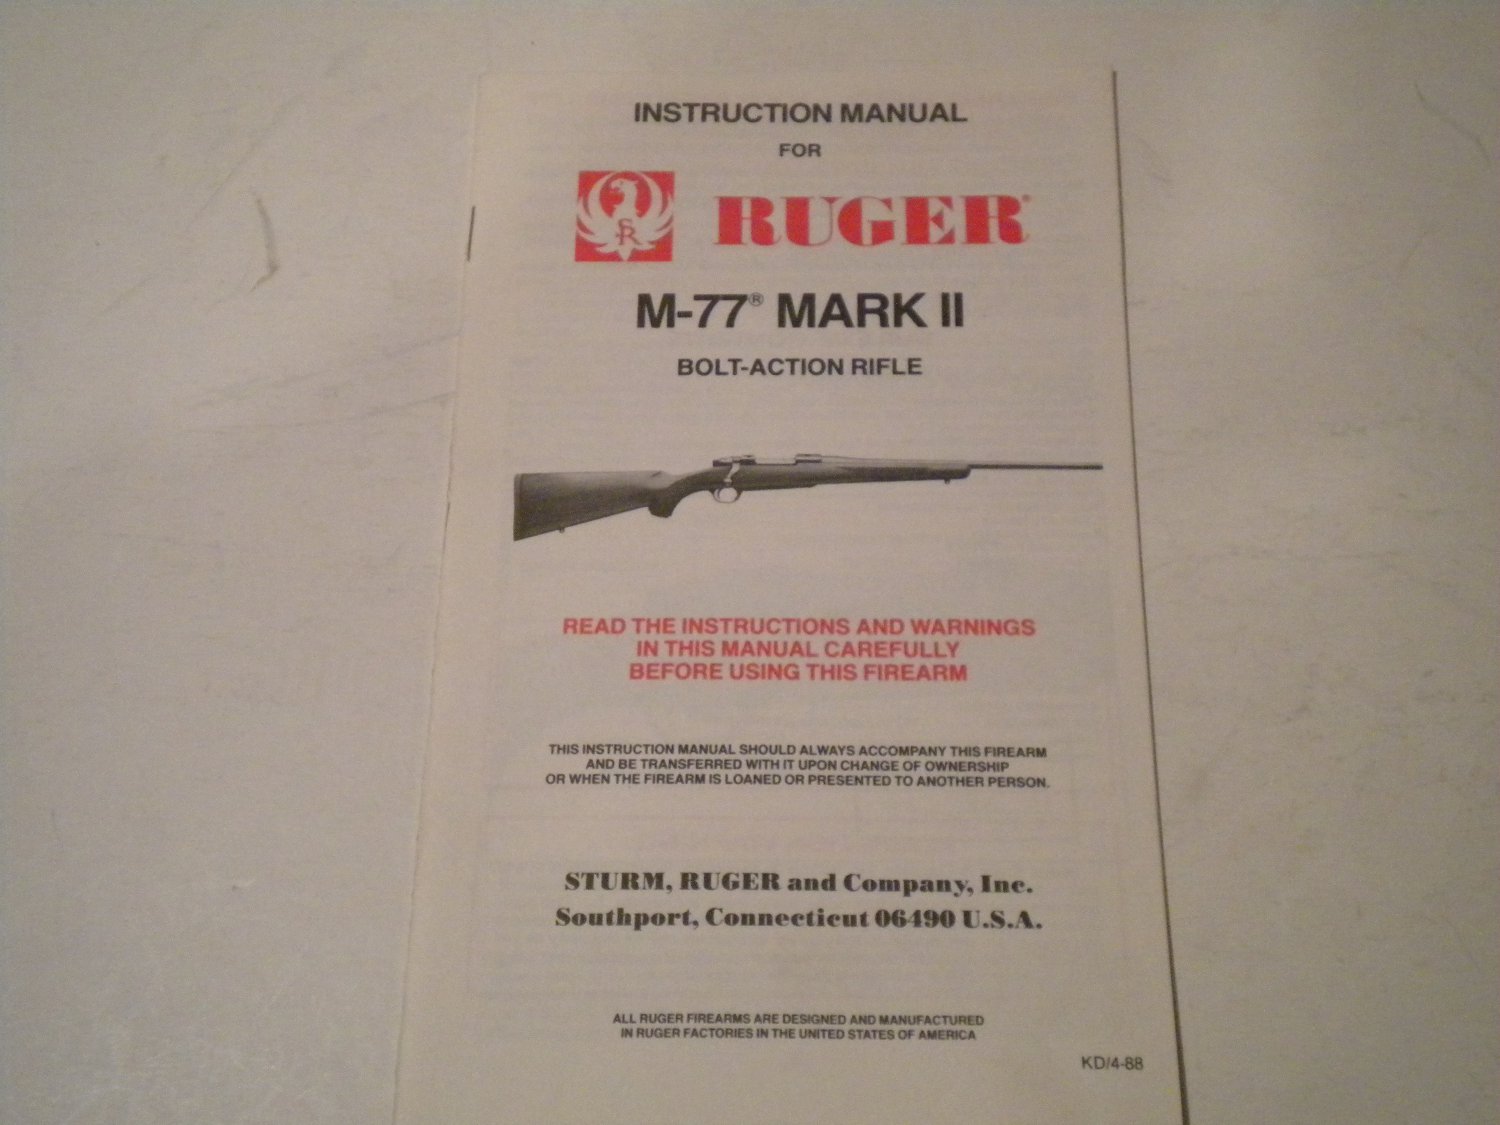 INSTRUCTION MANUAL
FOR
SR
RUGER®
M-77® MARK II
BOLT-ACTION RIFLE
READ THE INSTRUCTIONS AND WARNINGS
IN THIS MANUAL CAREFULLY
BEFORE USING THIS FIREARM
THIS INSTRUCTION MANUAL SHOULD ALWAYS ACCOMPANY THIS FIREARM
AND BE TRANSFERRED WITH IT UPON CHANGE OF OWNERSHIP
OR WHEN THE FIREARM IS LOANED OR PRESENTED TO ANOTHER PERSON.
STURM, RUGER and Company, Inc.
Southport, Connecticut 06490 U.S.A.
ALL RUGER FIREARMS ARE DESIGNED AND MANUFACTURED
IN RUGER FACTORIES IN THE UNITED STATES OF AMERICA
KD/4-88